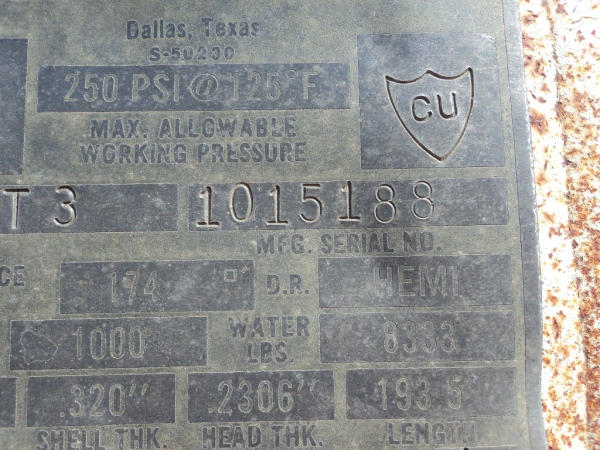 Dallas, Texas
S-50230
250 PSI @ 125°F
CU
MAX. ALLOWABLE
WORKING PRESSURE
T 3 1015188
MFG. SERIAL NO.
CE 174 D.R. HEMI
1000 WATER LBS. 8333
.320" .2306" 193.5
SHELL THK. HEAD THK. LENGTH